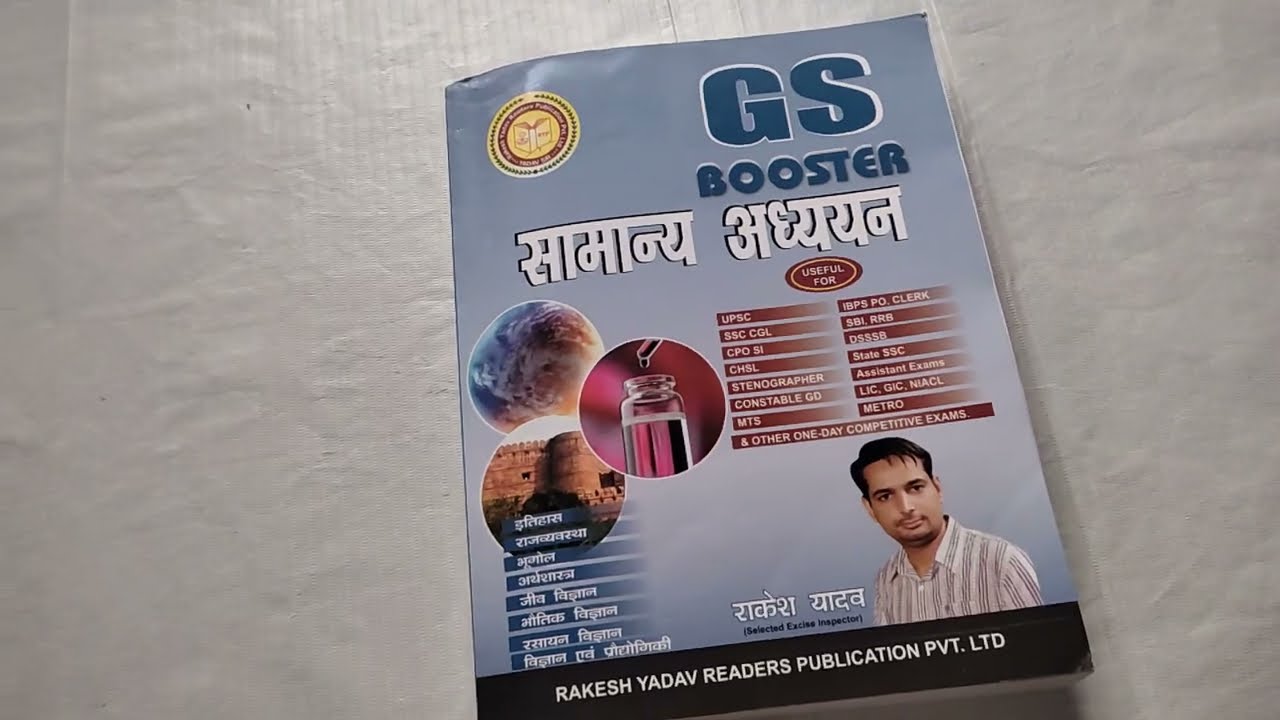 GS
BOOSTER
सामान्य अध्ययन
USEFUL
FOR
UPSC
SSC CGL
CPO SI
CHSL
STENOGRAPHER
CONSTABLE GD
MTS
IBPS PO. CLERK
SBI, RRB
DSSSB
State SSC
Assistant Exams
LIC, GIC, NIACL
METRO
& OTHER ONE-DAY COMPETITIVE EXAMS.
इतिहास
राजव्यवस्था
भूगोल
अर्थशास्त्र
जीव विज्ञान
भौतिक विज्ञान
रसायन विज्ञान
विज्ञान एवं प्रौद्योगिकी
राकेश यादव
(Selected Excise Inspector)
RAKESH YADAV READERS PUBLICATION PVT. LTD